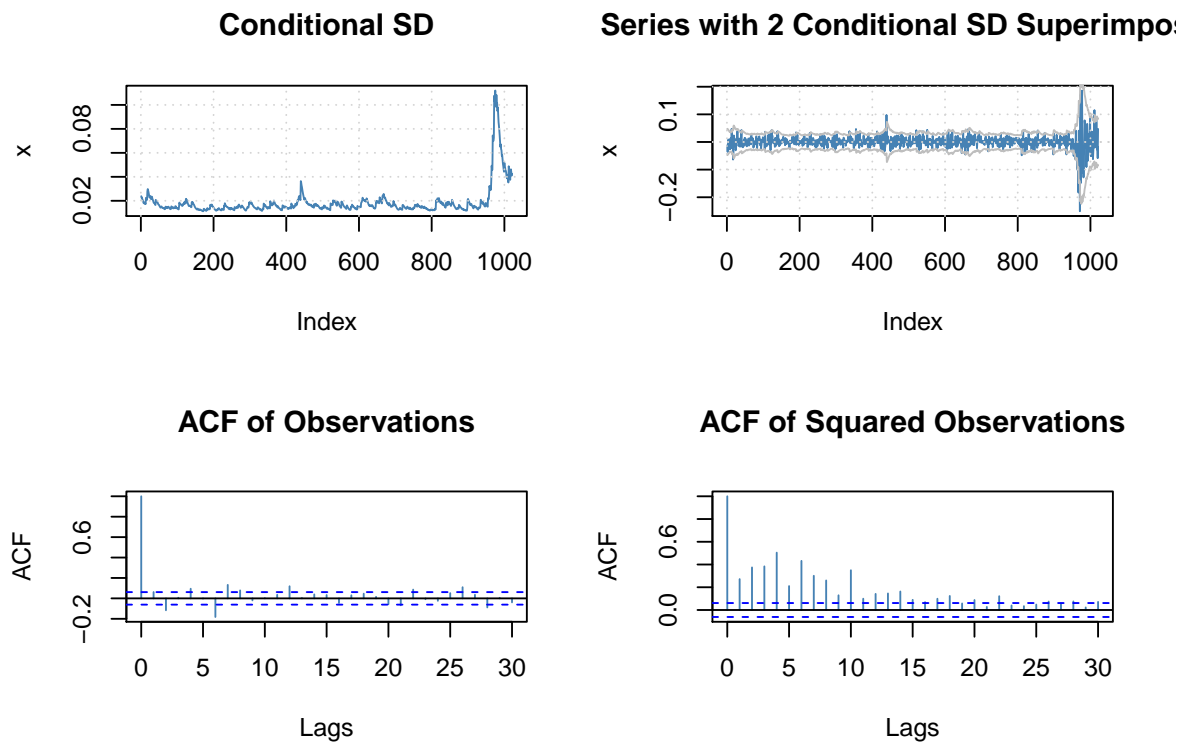 Conditional SD
x
0.08
0.02
0 200 400 600 800 1000
Index
Series with 2 Conditional SD Superimpos
x
0.1
−0.2
0 200 400 600 800 1000
Index
ACF of Observations
ACF
0.6
−0.2
0 5 10 15 20 25 30
Lags
ACF of Squared Observations
ACF
0.6
0.0
0 5 10 15 20 25 30
Lags